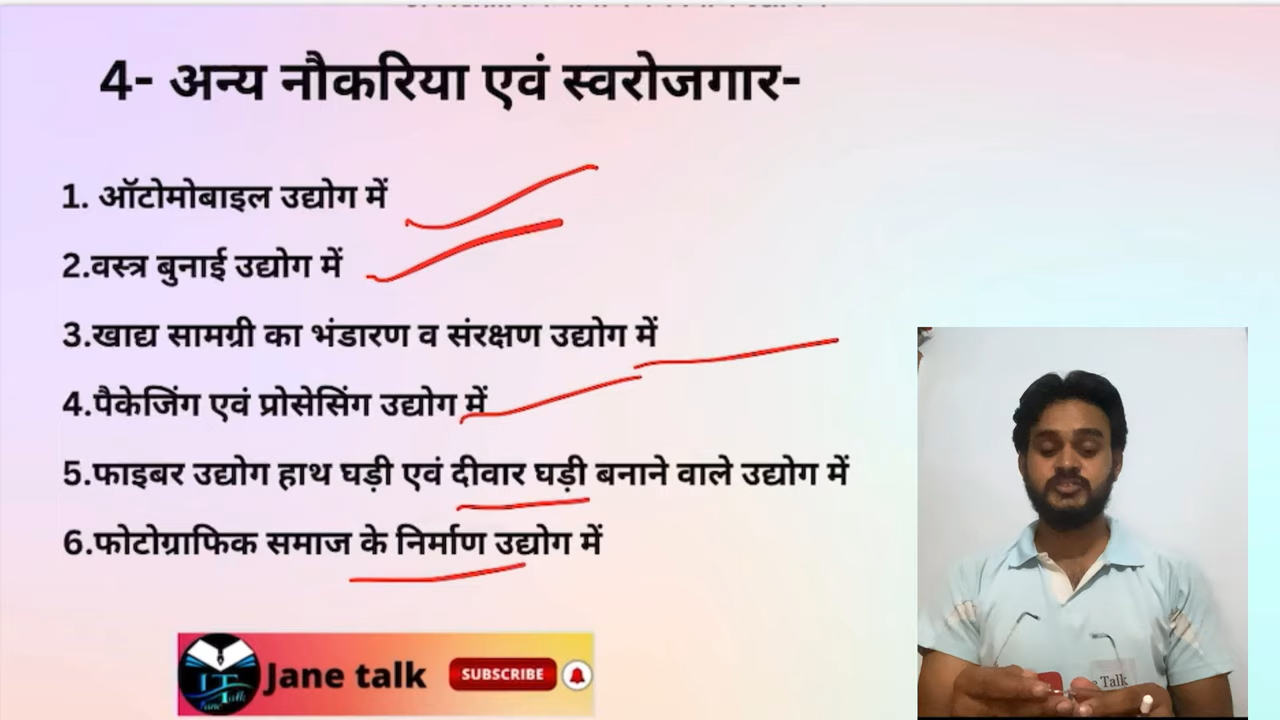 4- अन्य नौकरिया एवं स्वरोजगार-
1. ऑटोमोबाइल उद्योग में
2.वस्त्र बुनाई उद्योग में
3.खाद्य सामग्री का भंडारण व संरक्षण उद्योग में
4.पैकेजिंग एवं प्रोसेसिंग उद्योग में
5.फाइबर उद्योग हाथ घड़ी एवं दीवार घड़ी बनाने वाले उद्योग में
6.फोटोग्राफिक समाज के निर्माण उद्योग में
Jane talk SUBSCRIBE
Talk